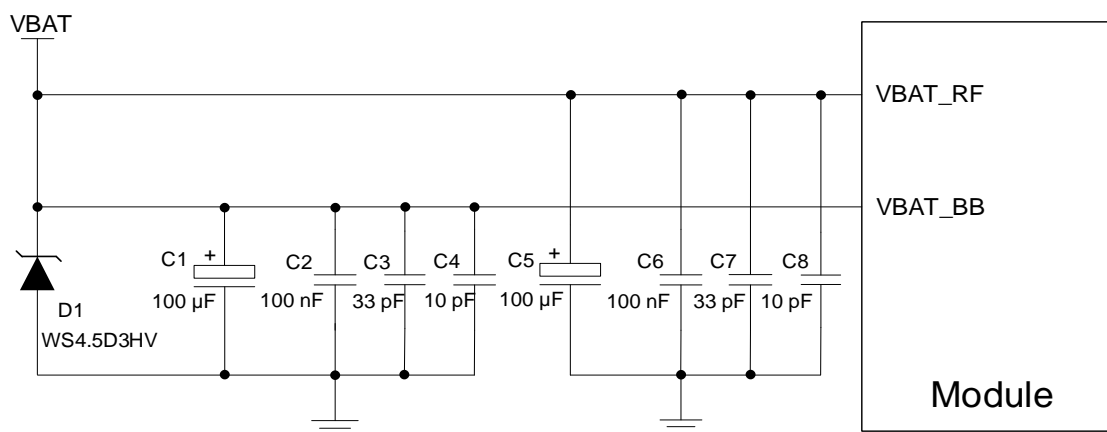 VBAT
VBAT_RF
VBAT_BB
C1 + C2 C3 C4 C5 + C6 C7 C8
100 µF 100 nF 33 pF 10 pF 100 µF 100 nF 33 pF 10 pF
D1
WS4.5D3HV
Module